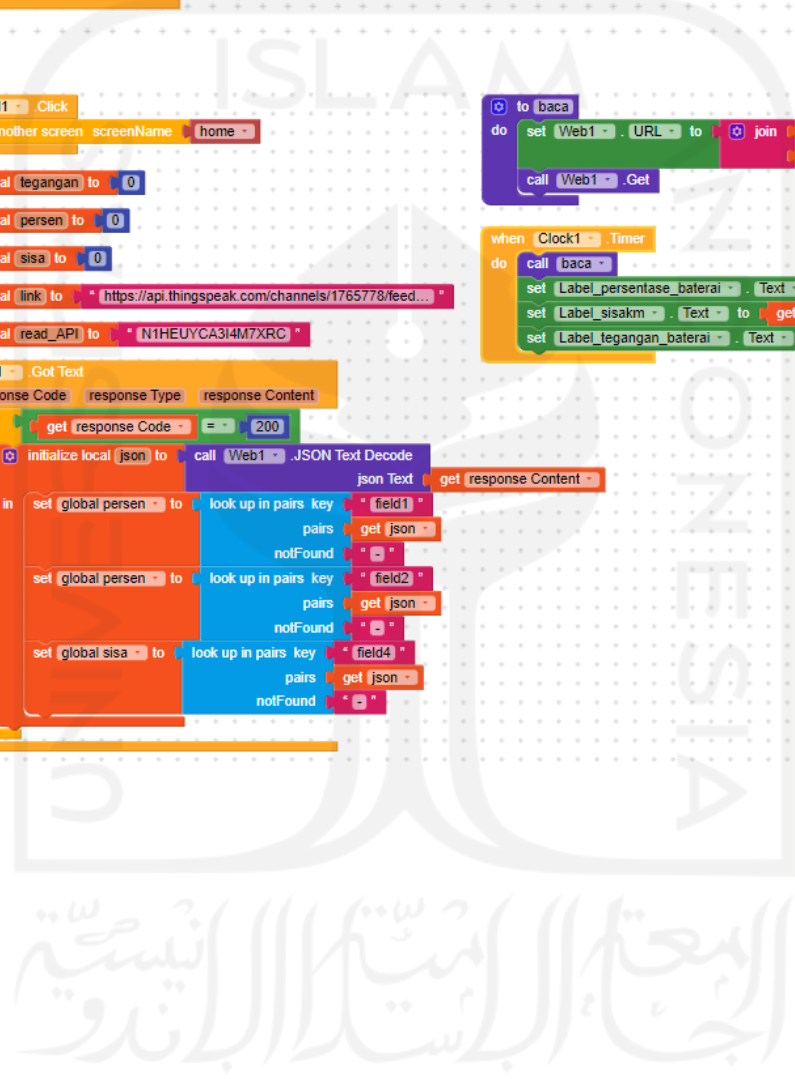 1 .Click
nother screen screenName home
al tegangan to 0
al persen to 0
al sisa to 0
al link to " https://api.thingspeak.com/channels/1765778/feed... "
al read_API to " N1HEUYCA3I4M7XRC "
.Got Text
onse Code response Type response Content
get response Code = 200
initialize local json to call Web1 .JSON Text Decode
json Text get response Content
in set global persen to look up in pairs key " field1 "
pairs get json
notFound " - "
set global persen to look up in pairs key " field2 "
pairs get json
notFound " - "
set global sisa to look up in pairs key " field4 "
pairs get json
notFound " - "
to baca
do set Web1 . URL to join
call Web1 .Get
when Clock1 .Timer
do call baca
set Label_persentase_baterai . Text
set Label_sisakm . Text to get
set Label_tegangan_baterai . Text
ISLAM
INDONESIA